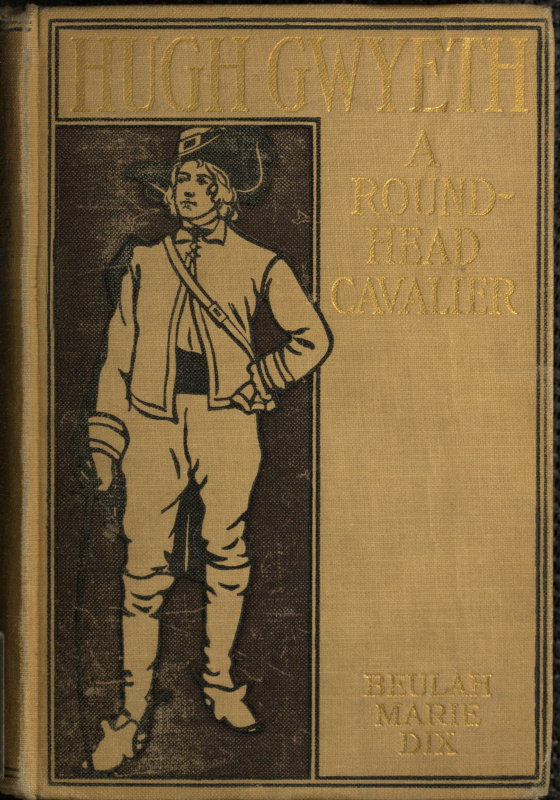 HUGH GWYETH
A
ROUND-
HEAD
CAVALIER
BEULAH
MARIE
DIX